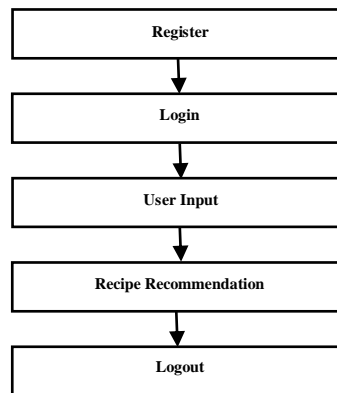 Register
Login
User Input
Recipe Recommendation
Logout